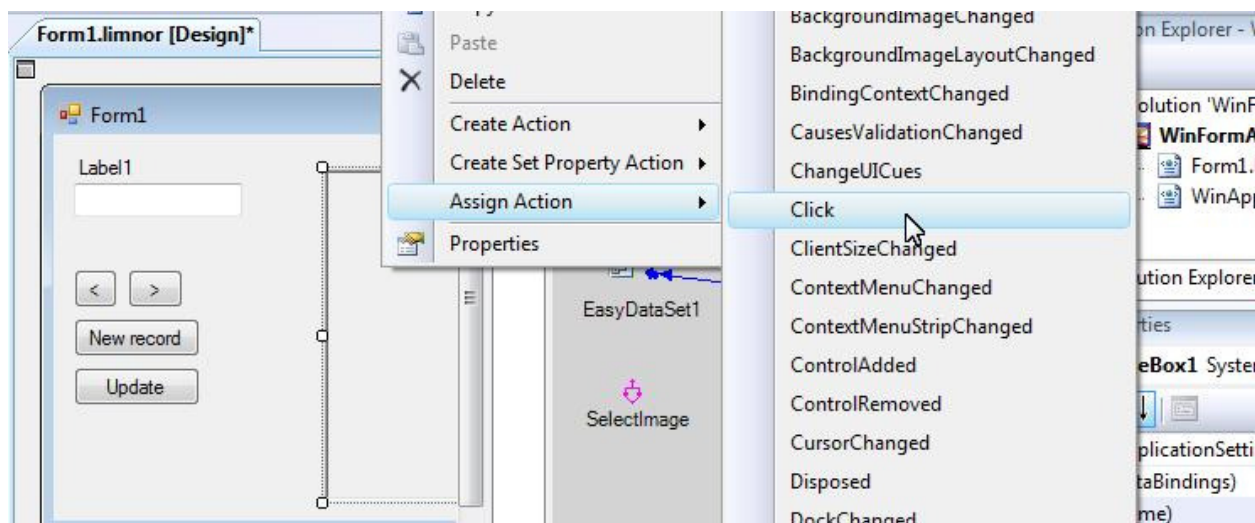 Form1.limnor [Design]*
Form1
Label1
<
>
New record
Update
Paste
Delete
Create Action
Create Set Property Action
Assign Action
Properties
EasyDataSet1
SelectImage
BackgroundImageChanged
BackgroundImageLayoutChanged
BindingContextChanged
CausesValidationChanged
ChangeUICues
Click
ClientSizeChanged
ContextMenuChanged
ContextMenuStripChanged
ControlAdded
ControlRemoved
CursorChanged
Disposed
DockChanged
on Explorer - W
olution 'WinF
WinFormA
Form1.
WinApp
ution Explorer
rties
eBox1 System
plicationSetti
taBindings)
me)